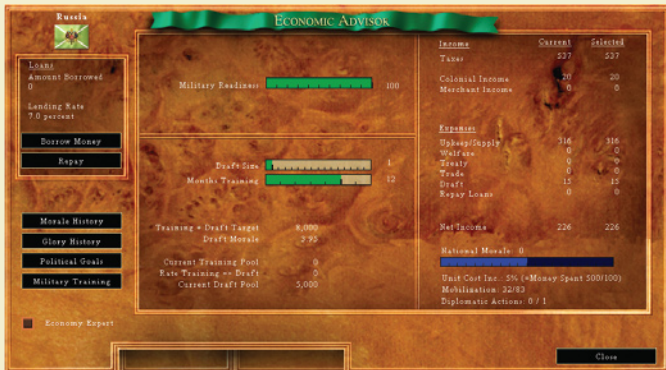 Russia
ECONOMIC ADVISOR
Loans
Amount Borrowed
0
Lending Rate
7.0 percent
Borrow Money
Repay
Morale History
Glory History
Political Goals
Military Training
Economy Expert
Military Readiness 100
Draft Size 1
Months Training 12
Training + Draft Target 8,000
Draft Morale 3.95
Current Training Pool 0
Rate Training => Draft 0
Current Draft Pool 5,000
Income Current Selected
Taxes 537 537
Colonial Income 20 20
Merchant Income 0 0
Expenses
Upkeep/Supply 316 316
Welfare 0 0
Treaty 0 0
Trade 0 0
Draft 15 15
Repay Loans 0 0
Net Income 226 226
National Morale: 0
Unit Cost Inc.: 5% (+Money Spent 500/100)
Mobilization: 32/83
Diplomatic Actions: 0 / 1
Close